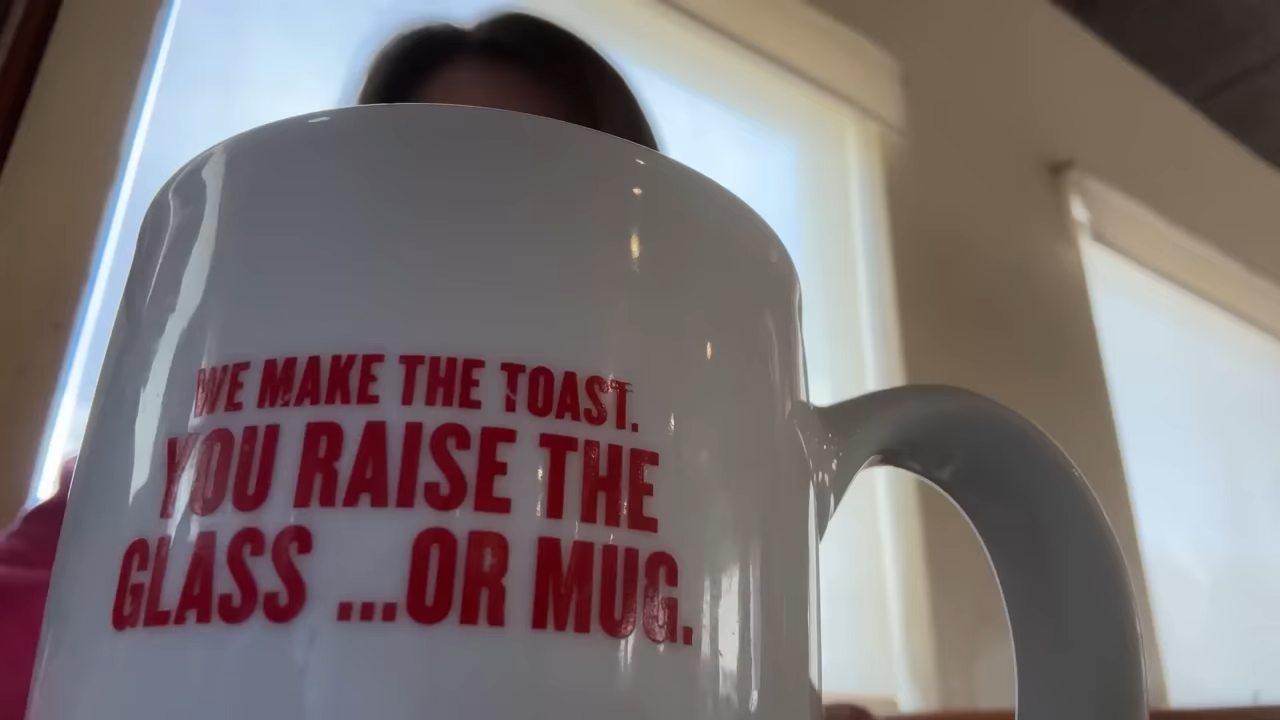 WE MAKE THE TOAST.
YOU RAISE THE
GLASS ...OR MUG.